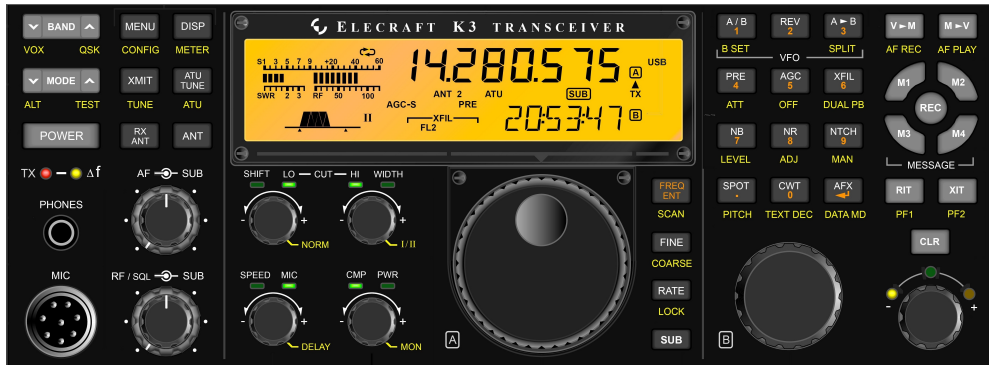 BAND MENU DISP
VOX QSK CONFIG METER
MODE XMIT ATU TUNE
ALT TEST TUNE ATU
POWER RX ANT ANT
TX Δf
PHONES
MIC
AF SUB
RF / SQL SUB
ELECRAFT K3 TRANSCEIVER
S1 3 5 7 9 +20 40 60
SWR 2 3 RF 50 100
14.280.575 USB
A
TX
ANT 2 ATU SUB
AGC-S PRE
XFIL
FL2
II
20:53:47 B
SHIFT LO CUT HI WIDTH
- + - +
NORM I/II
SPEED MIC CMP PWR
- + - +
DELAY MON
A
FREQ ENT
SCAN
FINE
COARSE
RATE
LOCK
SUB
A / B 1 REV 2 A►B 3
B SET SPLIT
VFO
PRE 4 AGC 5 XFIL 6
ATT OFF DUAL PB
NB 7 NR 8 NTCH 9
LEVEL ADJ MAN
SPOT . CWT 0 AFX
PITCH TEXT DEC DATA MD
B
V►M M►V
AF REC AF PLAY
M1 M2
REC
M3 M4
MESSAGE
RIT XIT
PF1 PF2
CLR
- +